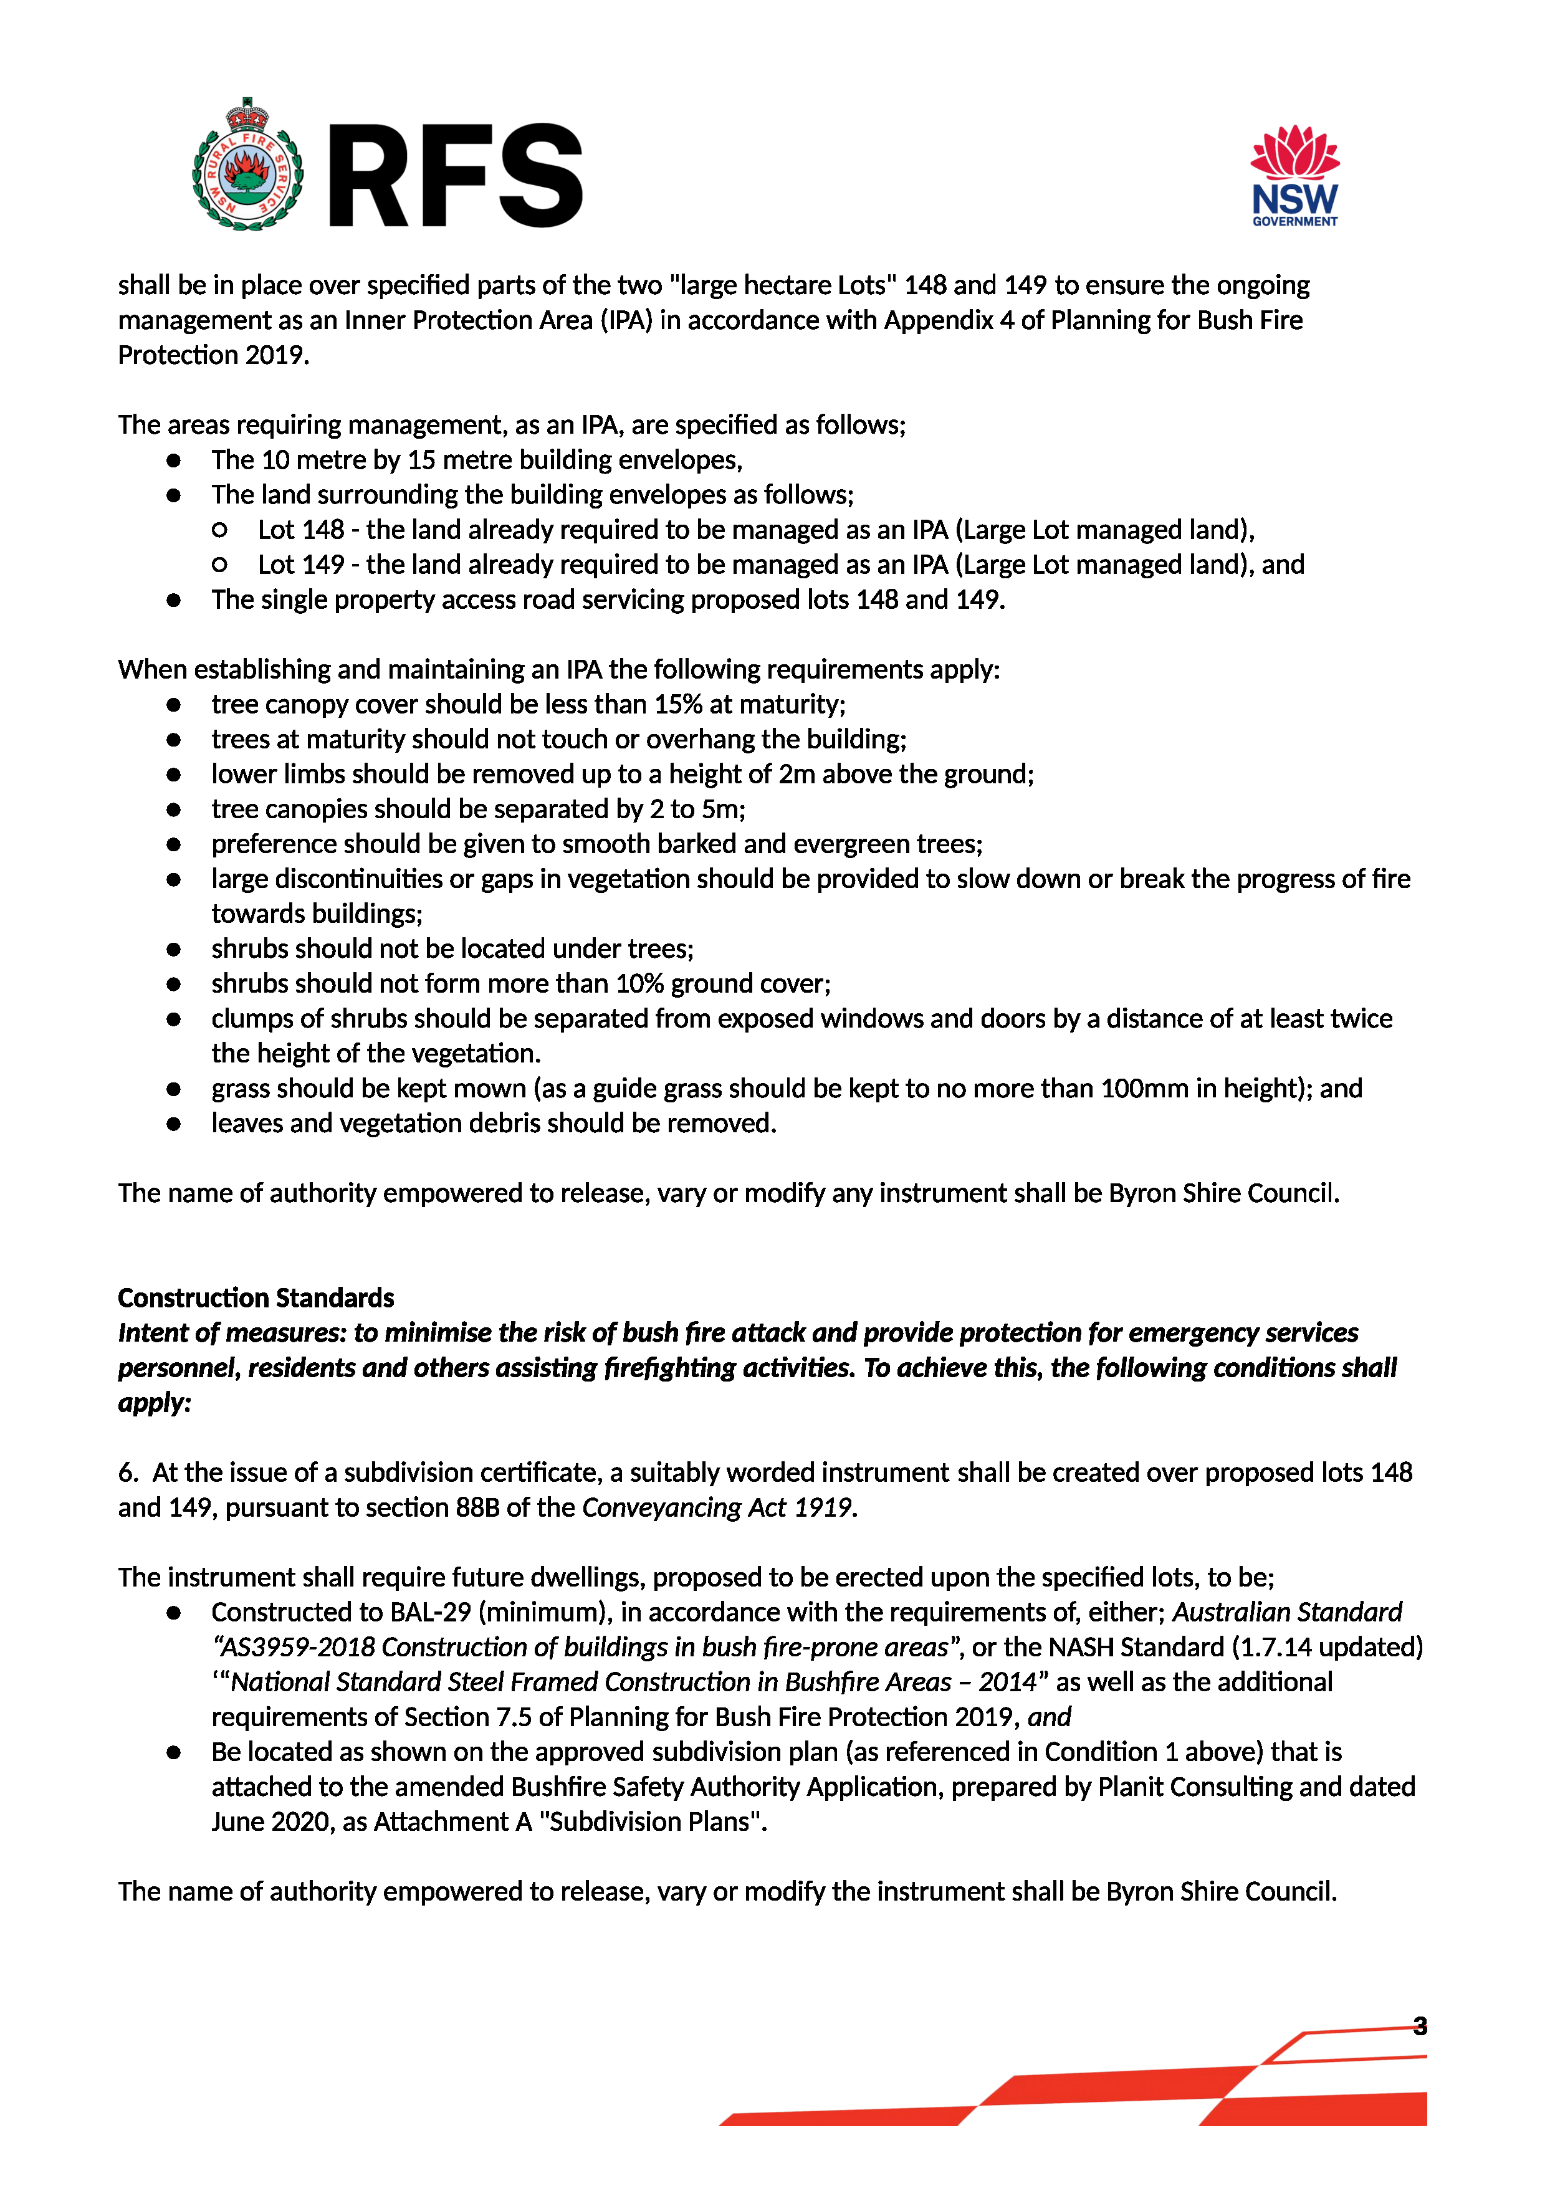 NSW RURAL FIRE SERVICE
RFS
NSW
GOVERNMENT
shall be in place over specified parts of the two "large hectare Lots" 148 and 149 to ensure the ongoing
management as an Inner Protection Area (IPA) in accordance with Appendix 4 of Planning for Bush Fire
Protection 2019.
The areas requiring management, as an IPA, are specified as follows;
● The 10 metre by 15 metre building envelopes,
● The land surrounding the building envelopes as follows;
○ Lot 148 - the land already required to be managed as an IPA (Large Lot managed land),
○ Lot 149 - the land already required to be managed as an IPA (Large Lot managed land), and
● The single property access road servicing proposed lots 148 and 149.
When establishing and maintaining an IPA the following requirements apply:
● tree canopy cover should be less than 15% at maturity;
● trees at maturity should not touch or overhang the building;
● lower limbs should be removed up to a height of 2m above the ground;
● tree canopies should be separated by 2 to 5m;
● preference should be given to smooth barked and evergreen trees;
● large discontinuities or gaps in vegetation should be provided to slow down or break the progress of fire
towards buildings;
● shrubs should not be located under trees;
● shrubs should not form more than 10% ground cover;
● clumps of shrubs should be separated from exposed windows and doors by a distance of at least twice
the height of the vegetation.
● grass should be kept mown (as a guide grass should be kept to no more than 100mm in height); and
● leaves and vegetation debris should be removed.
The name of authority empowered to release, vary or modify any instrument shall be Byron Shire Council.
Construction Standards
Intent of measures: to minimise the risk of bush fire attack and provide protection for emergency services
personnel, residents and others assisting firefighting activities. To achieve this, the following conditions shall
apply:
6. At the issue of a subdivision certificate, a suitably worded instrument shall be created over proposed lots 148
and 149, pursuant to section 88B of the Conveyancing Act 1919.
The instrument shall require future dwellings, proposed to be erected upon the specified lots, to be;
● Constructed to BAL-29 (minimum), in accordance with the requirements of, either; Australian Standard
“AS3959-2018 Construction of buildings in bush fire-prone areas”, or the NASH Standard (1.7.14 updated)
‘“National Standard Steel Framed Construction in Bushfire Areas – 2014” as well as the additional
requirements of Section 7.5 of Planning for Bush Fire Protection 2019, and
● Be located as shown on the approved subdivision plan (as referenced in Condition 1 above) that is
attached to the amended Bushfire Safety Authority Application, prepared by Planit Consulting and dated
June 2020, as Attachment A "Subdivision Plans".
The name of authority empowered to release, vary or modify the instrument shall be Byron Shire Council.
3